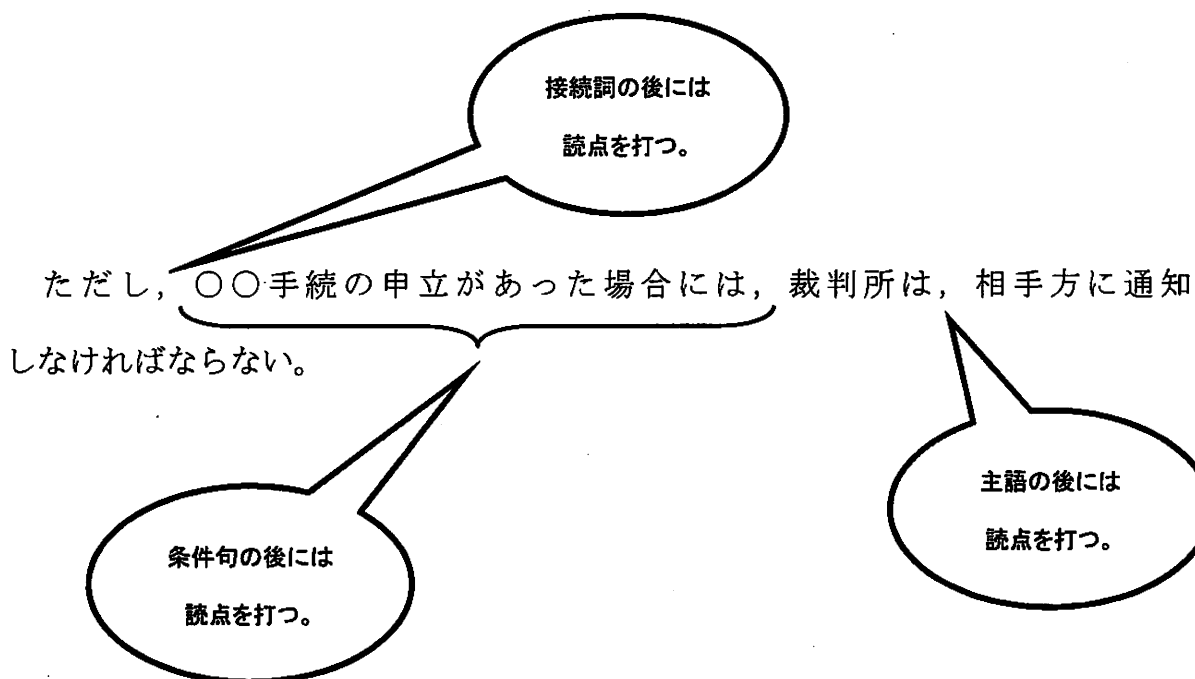 接続詞の後には
読点を打つ。
ただし，○○手続の申立があった場合には，裁判所は，相手方に通知
しなければならない。
条件句の後には
読点を打つ。
主語の後には
読点を打つ。